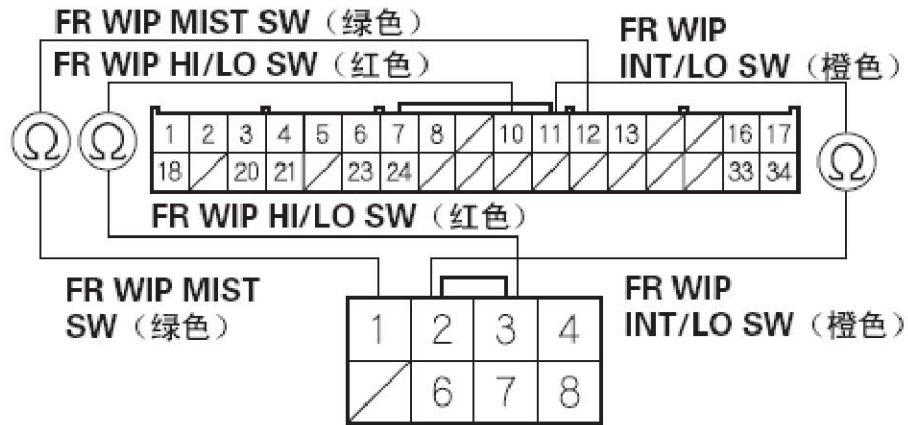 FR WIP MIST SW（绿色）
FR WIP HI/LO SW（红色）
FR WIP
INT/LO SW（橙色）
Ω Ω Ω
1 2 3 4 5 6 7 8 10 11 12 13 16 17
18 20 21 23 24 33 34
FR WIP HI/LO SW（红色）
FR WIP MIST
SW（绿色）
FR WIP
INT/LO SW（橙色）
1 2 3 4
6 7 8